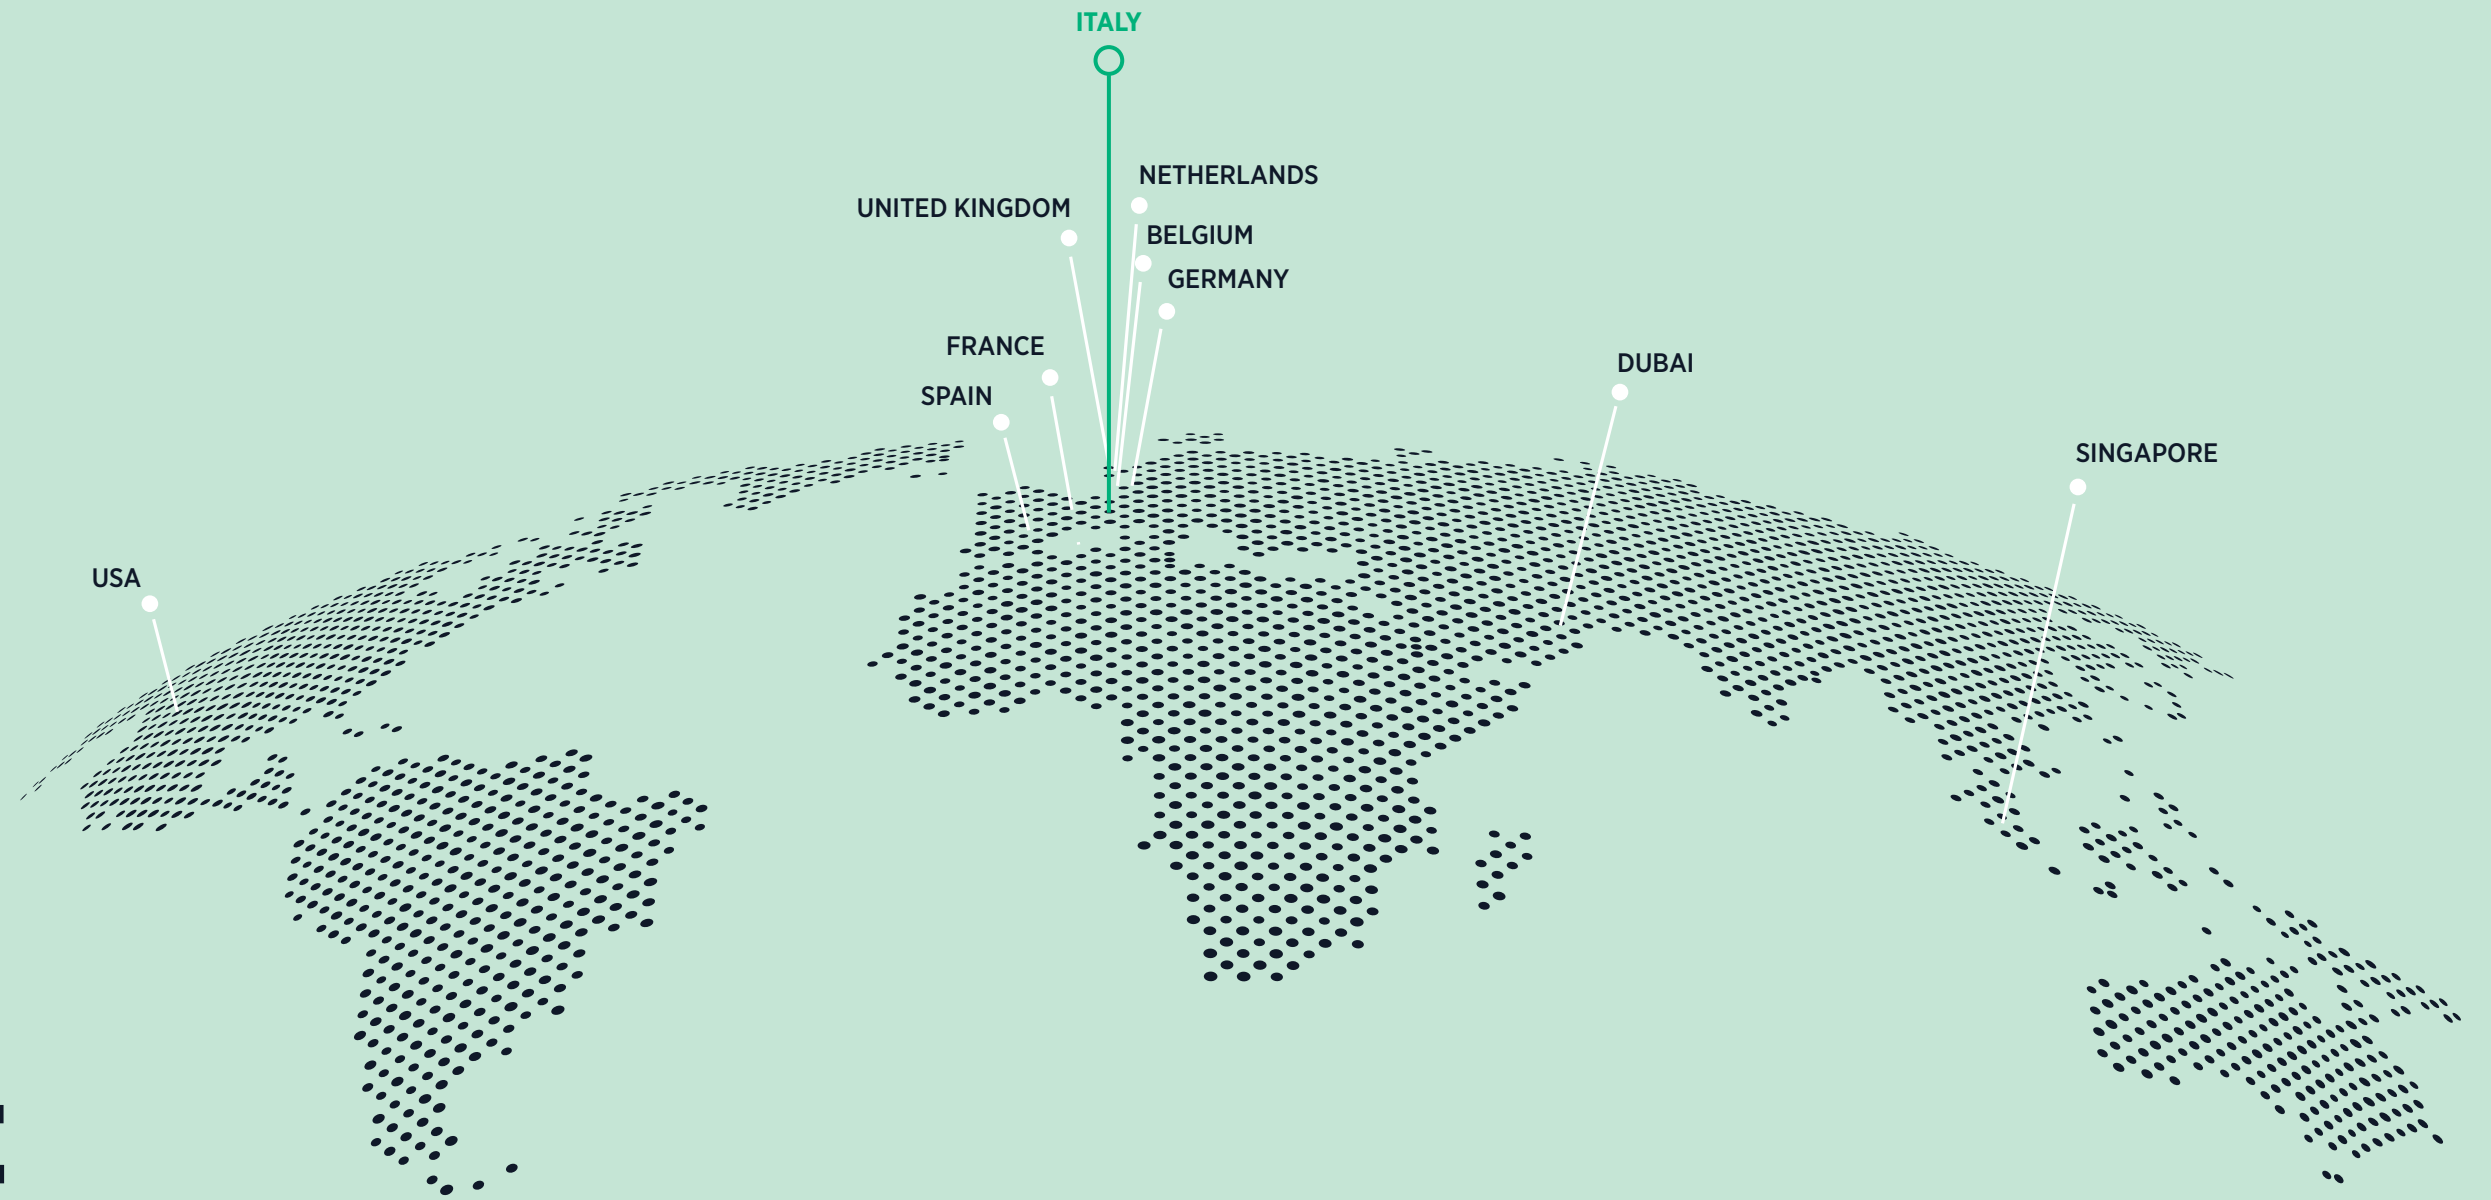 ITALY
NETHERLANDS
UNITED KINGDOM
BELGIUM
GERMANY
FRANCE
DUBAI
SPAIN
SINGAPORE
USA